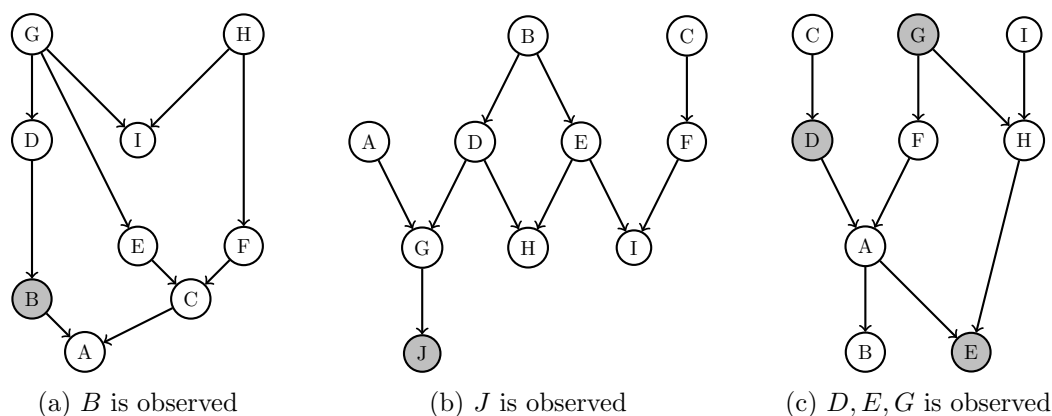 G H B C C G I
D I A D E F D F H
E F G H I A
B C
A J B E
(a) B is observed (b) J is observed (c) D, E, G is observed